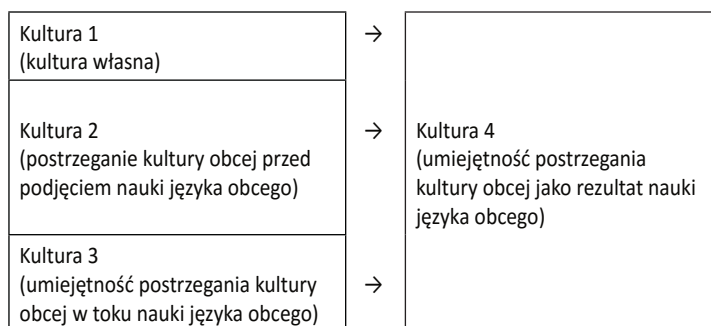 Kultura 1
(kultura własna)
→
Kultura 2
(postrzeganie kultury obcej przed
podjęciem nauki języka obcego)
→
Kultura 3
(umiejętność postrzegania kultury
obcej w toku nauki języka obcego)
→
Kultura 4
(umiejętność postrzegania
kultury obcej jako rezultat nauki
języka obcego)